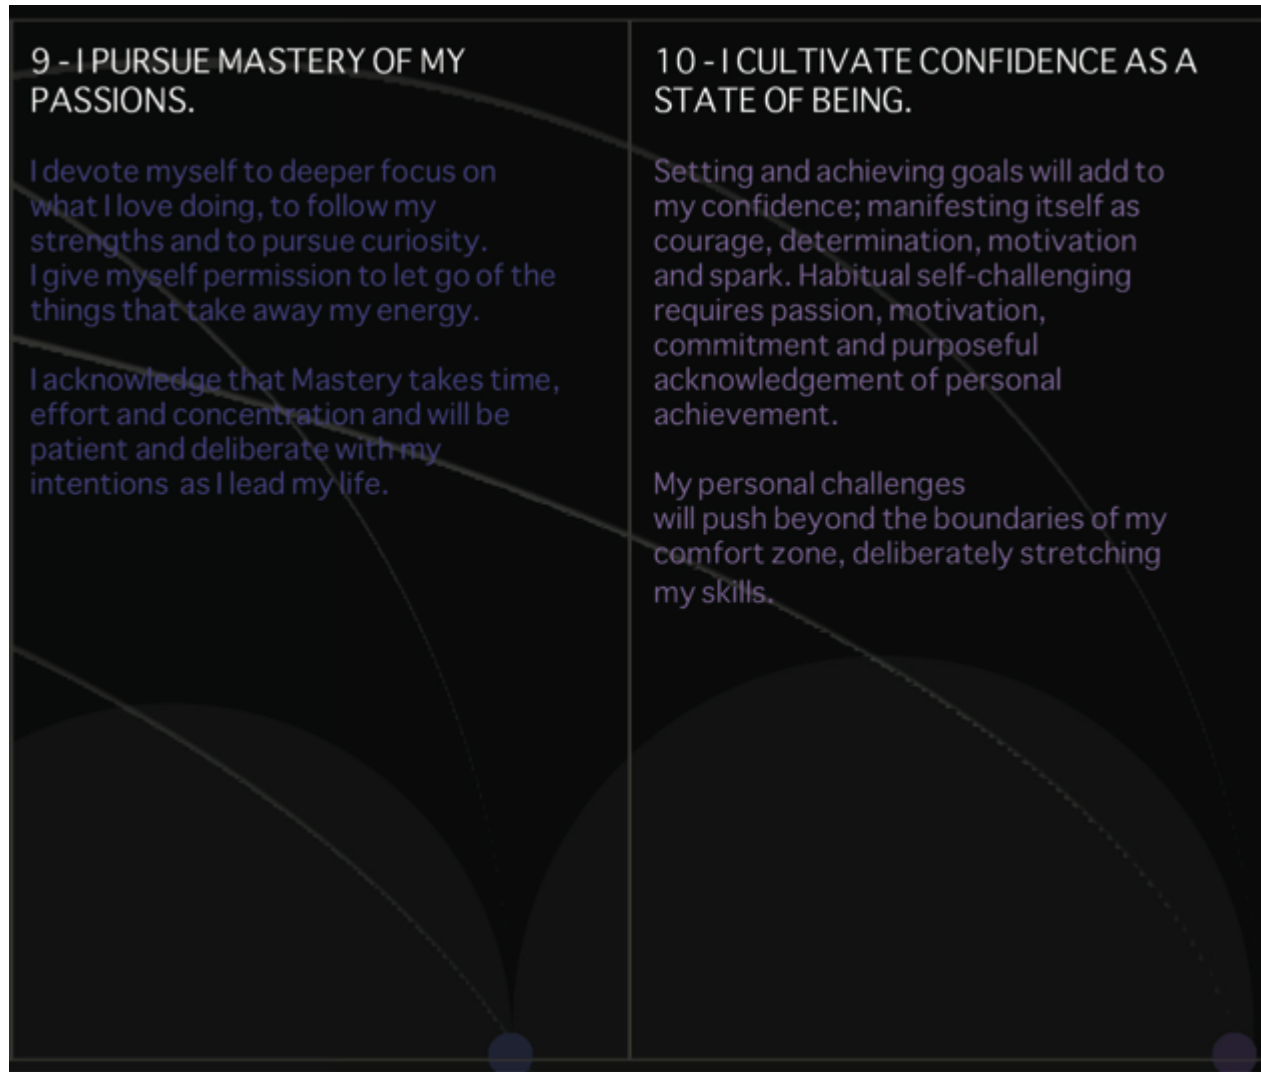 9 - I PURSUE MASTERY OF MY
PASSIONS.
I devote myself to deeper focus on
what I love doing, to follow my
strengths and to pursue curiosity.
I give myself permission to let go of the
things that take away my energy.
I acknowledge that Mastery takes time,
effort and concentration and will be
patient and deliberate with my
intentions  as I lead my life.
10 - I CULTIVATE CONFIDENCE AS A
STATE OF BEING.
Setting and achieving goals will add to
my confidence; manifesting itself as
courage, determination, motivation
and spark. Habitual self-challenging
requires passion, motivation,
commitment and purposeful
acknowledgement of personal
achievement.
My personal challenges
will push beyond the boundaries of my
comfort zone, deliberately stretching
my skills.